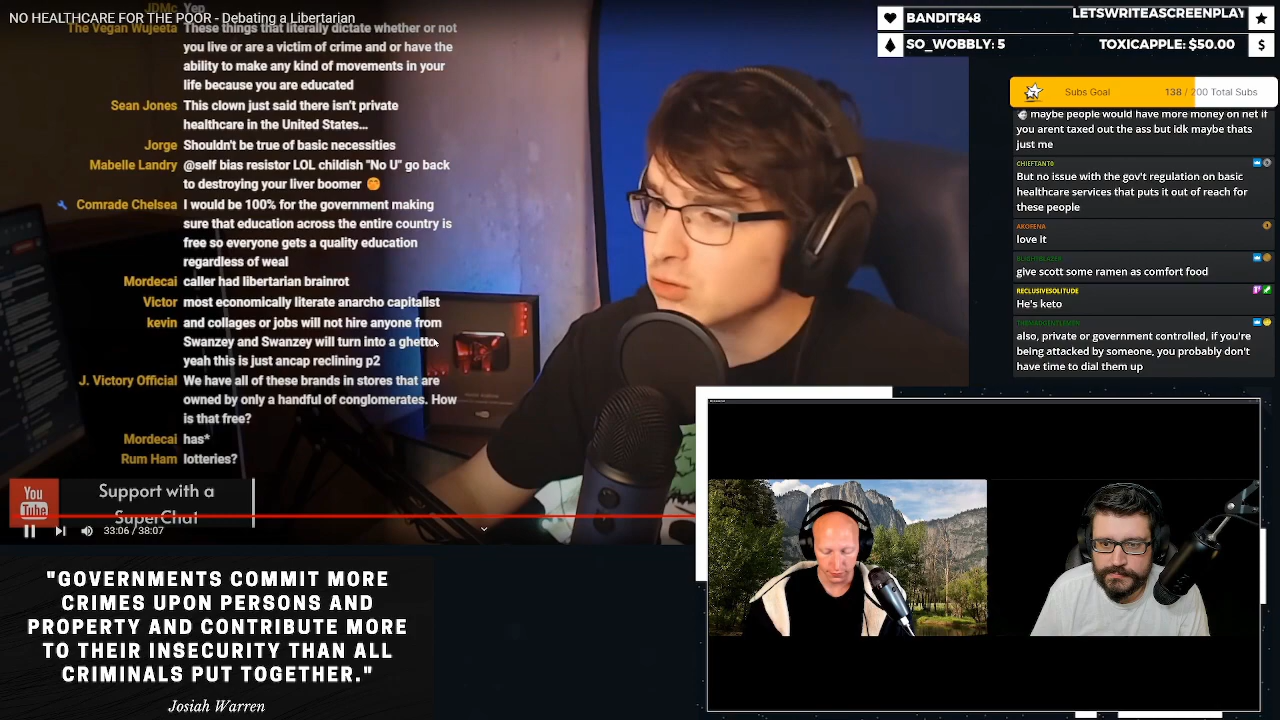 NO HEALTHCARE FOR THE POOR - Debating a Libertarian
JDMc Yep
The Vegan Wujeeta These things that literally dictate whether or not
you live or are a victim of crime and or have the
ability to make any kind of movements in your
life because you are educated
Sean Jones This clown just said there isn't private
healthcare in the United States...
Jorge Shouldn't be true of basic necessities
Mabelle Landry @self bias resistor LOL childish "No U" go back
to destroying your liver boomer
Comrade Chelsea I would be 100% for the government making
sure that education across the entire country is
free so everyone gets a quality education
regardless of weal
Mordecai caller had libertarian brainrot
Victor most economically literate anarcho capitalist
kevin and collages or jobs will not hire anyone from
Swanzey and Swanzey will turn into a ghetto
yeah this is just ancap reclining p2
J. Victory Official We have all of these brands in stores that are
owned by only a handful of conglomerates. How
is that free?
Mordecai has*
Rum Ham lotteries?
You
Tube
Support with a
SuperChat
33:06 / 38:07
BANDIT848
LETSWRITEASCREENPLAY
SO_WOBBLY: 5
TOXICAPPLE: $50.00
$
Subs Goal 138 / 200 Total Subs
maybe people would have more money on net if
you arent taxed out the ass but idk maybe thats
just me
CHIEFTAN0
But no issue with the gov't regulation on basic
healthcare services that puts it out of reach for
these people
AKOFENA
love it
give scott some ramen as comfort food
RECLUSIVESOLITUDE
He's keto
also, private or government controlled, if you're
being attacked by someone, you probably don't
have time to dial them up
"GOVERNMENTS COMMIT MORE
CRIMES UPON PERSONS AND
PROPERTY AND CONTRIBUTE MORE
TO THEIR INSECURITY THAN ALL
CRIMINALS PUT TOGETHER."
Josiah Warren